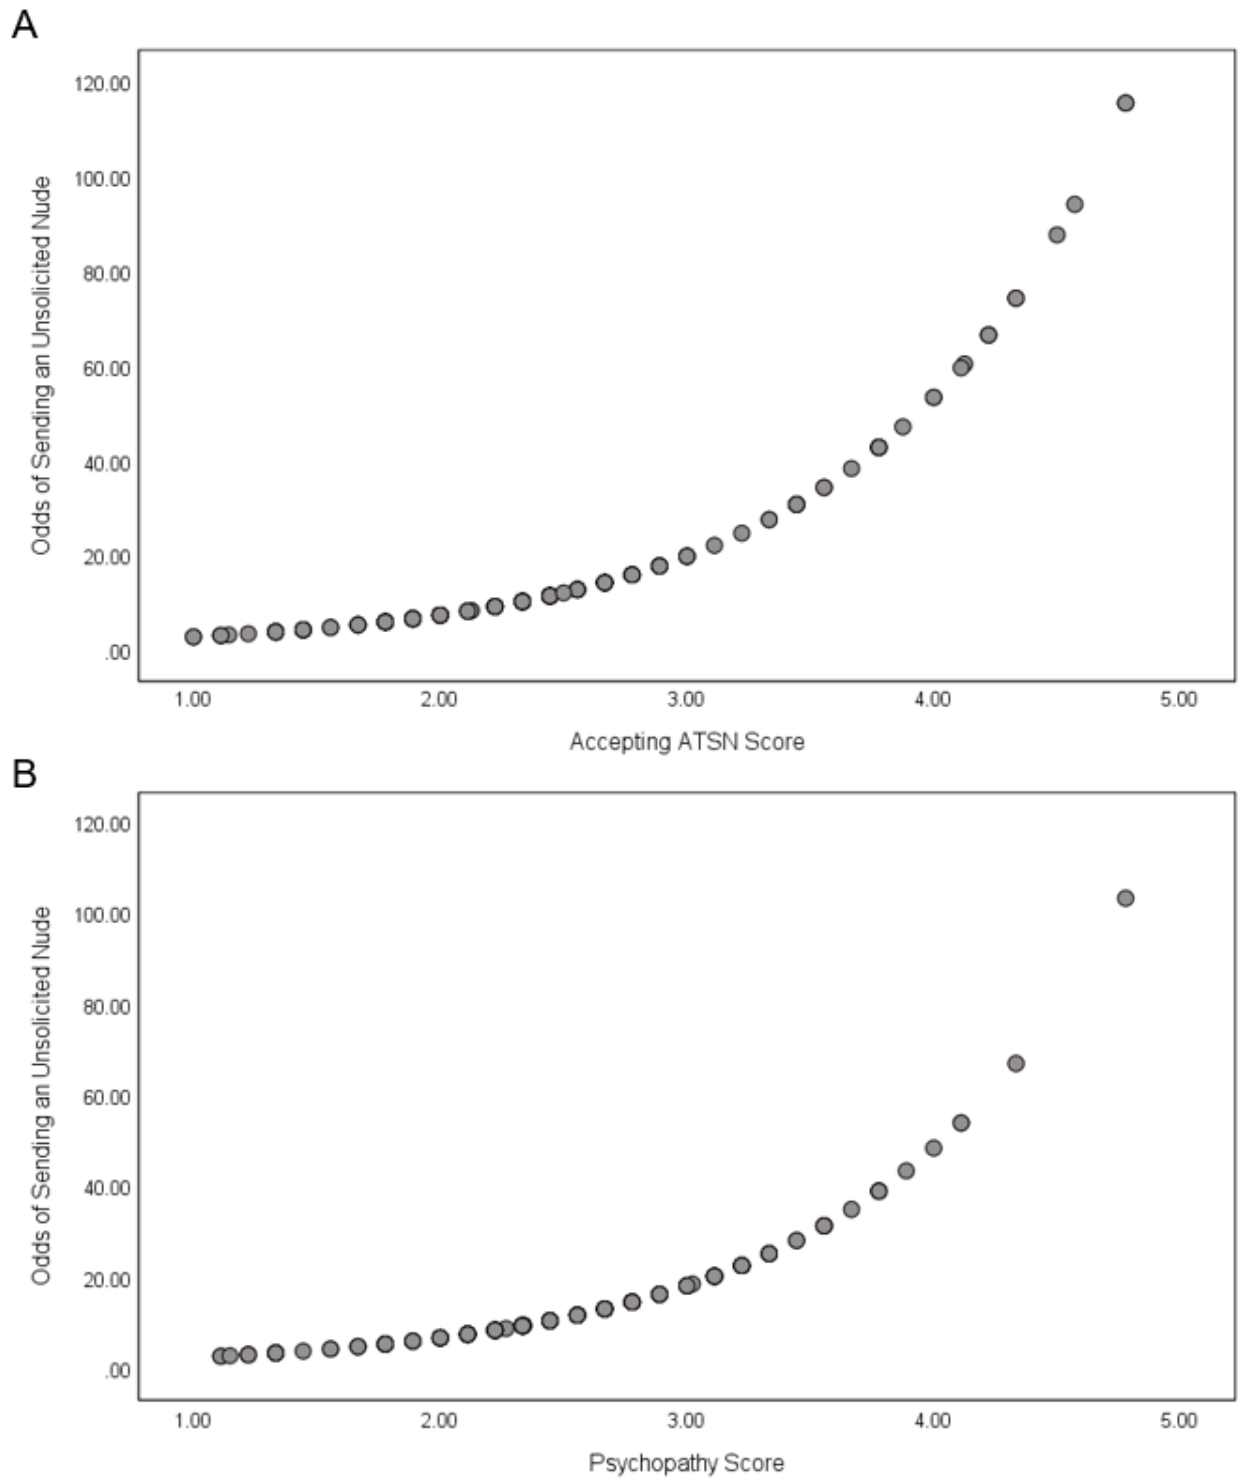 A
Odds of Sending an Unsolicited Nude
120.00
100.00
80.00
60.00
40.00
20.00
.00
1.00 2.00 3.00 4.00 5.00
Accepting ATSN Score
B
Odds of Sending an Unsolicited Nude
120.00
100.00
80.00
60.00
40.00
20.00
.00
1.00 2.00 3.00 4.00 5.00
Psychopathy Score